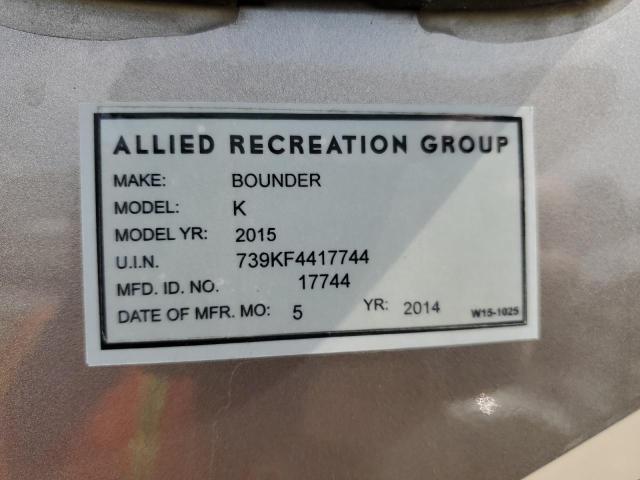 ALLIED RECREATION GROUP
MAKE: BOUNDER
MODEL: K
MODEL YR: 2015
U.I.N. 739KF4417744
MFD. ID. NO. 17744
DATE OF MFR. MO: 5 YR: 2014 W15-1025